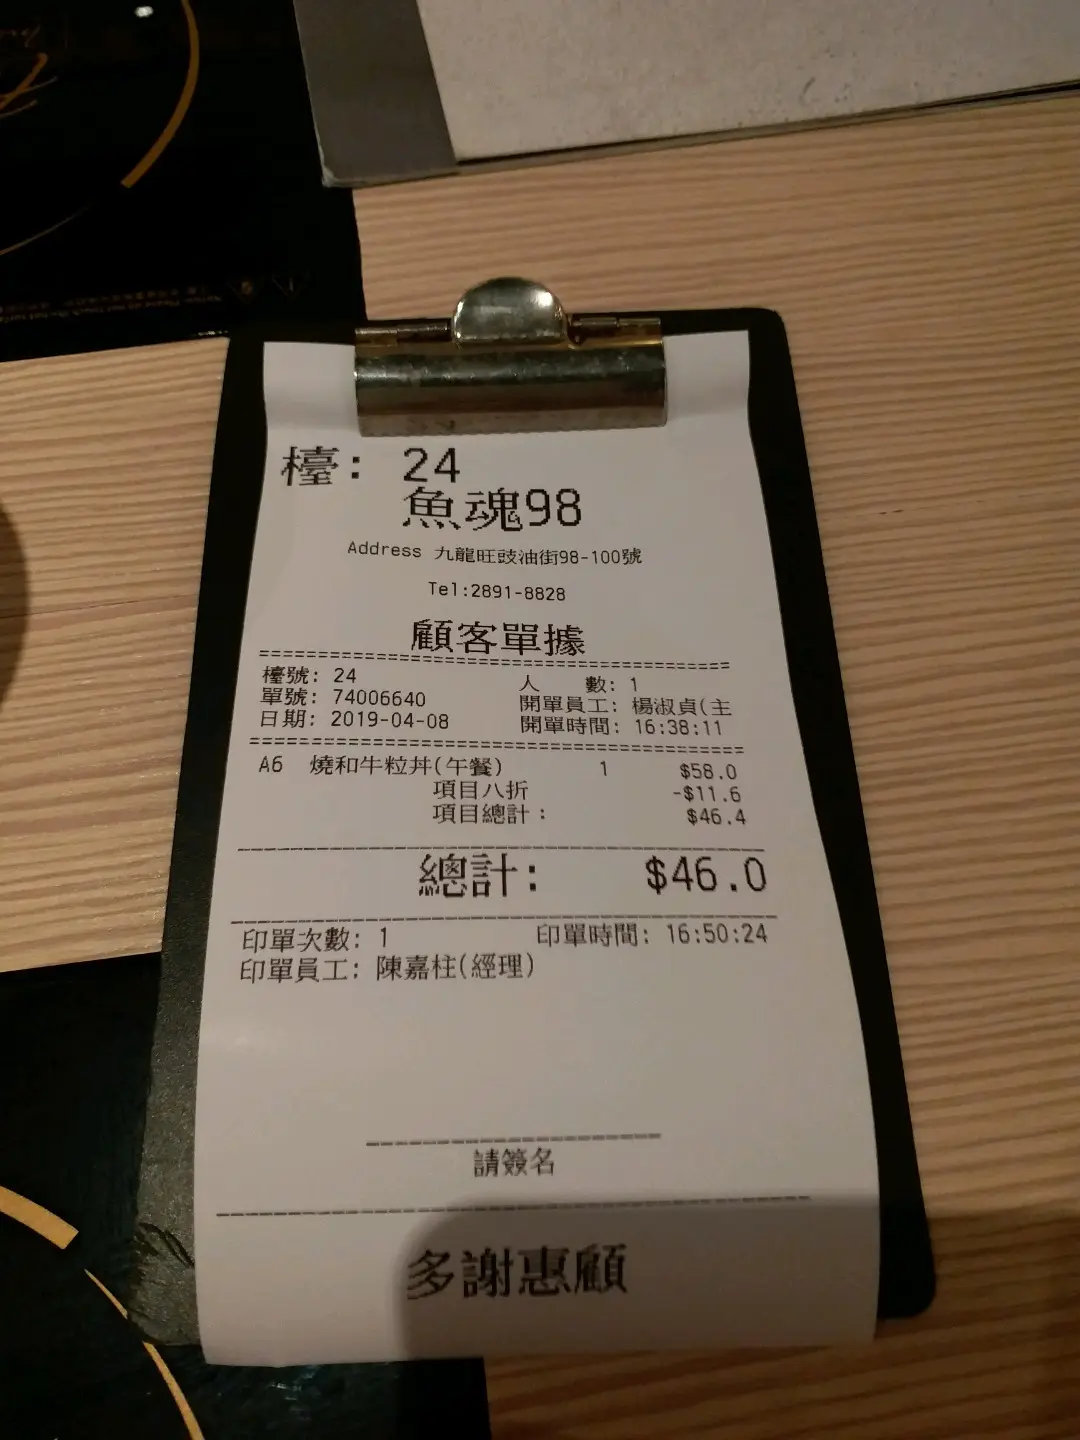 檯: 24
魚魂98
Address 九龍旺豉油街98-100號
Tel:2891-8828
顧客單據
檯號: 24 人 數: 1
單號: 74006640 開單員工: 楊淑貞(主
日期: 2019-04-08 開單時間: 16:38:11
A6 燒和牛粒丼(午餐) 1 $58.0
項目八折 -$11.6
項目總計: $46.4
總計: $46.0
印單次數: 1 印單時間: 16:50:24
印單員工: 陳嘉柱(經理)
請簽名
多謝惠顧